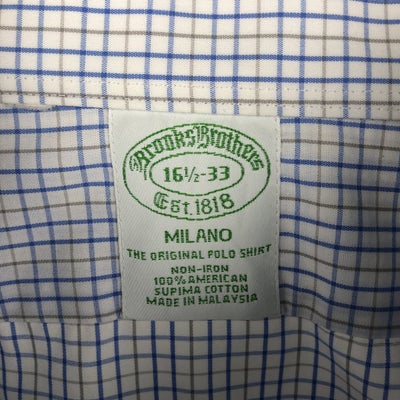 Brooks Brothers
16½-33
Est. 1818
MILANO
THE ORIGINAL POLO SHIRT
NON-IRON
100% AMERICAN
SUPIMA COTTON
MADE IN MALAYSIA